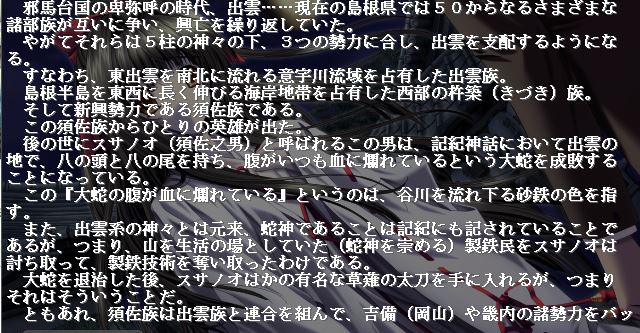 邪馬台国の卑弥呼の時代、出雲……現在の島根県では５０からなるさまざまな
諸部族が互いに争い、興亡を繰り返していた。
　やがてそれらは５柱の神々の下、３つの勢力に合し、出雲を支配するようにな
る。
　すなわち、東出雲を南北に流れる意宇川流域を占有した出雲族。
　島根半島を東西に長く伸びる海岸地帯を占有した西部の杵築（きづき）族。
　そして新興勢力である須佐族である。
　この須佐族からひとりの英雄が出た。
　後の世にスサノオ（須佐之男）と呼ばれるこの男は、記紀神話において出雲の
地で、八の頭と八の尾を持ち、腹がいつも血に爛れているという大蛇を成敗する
ことになっている。
　この『大蛇の腹が血に爛れている』というのは、谷川を流れ下る砂鉄の色を指
す。
　また、出雲系の神々とは元来、蛇神であることは記紀にも記されていることで
あるが、つまり、山を生活の場としていた（蛇神を崇める）製鉄民をスサノオは
討ち取って、製鉄技術を奪い取ったわけである。
　大蛇を退治した後、スサノオはかの有名な草薙の太刀を手に入れるが、つまり
それはそういうことだ。
　ともあれ、須佐族は出雲族と連合を組んで、吉備（岡山）や畿内の諸勢力をバッ